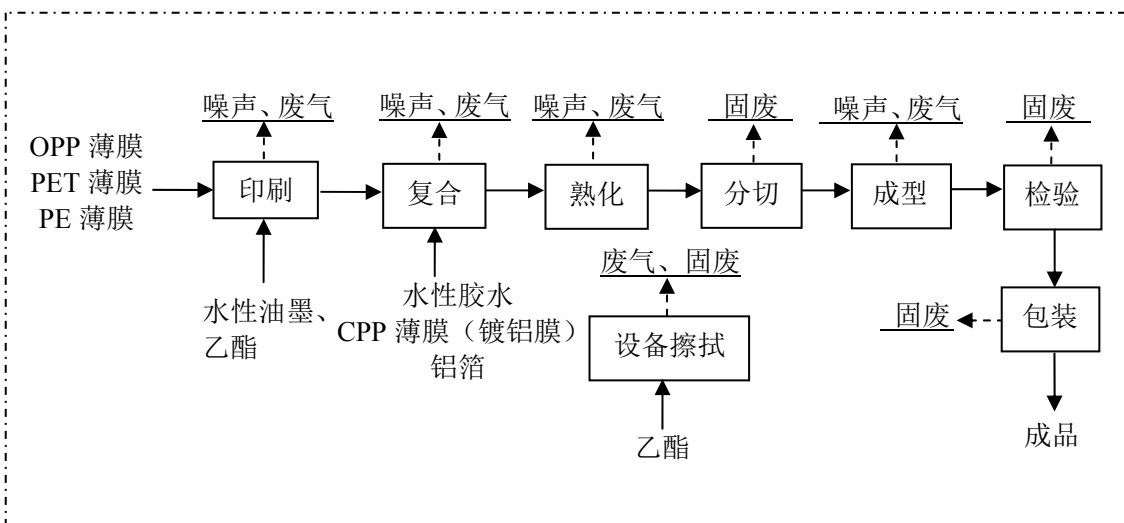 噪声、废气
噪声、废气
噪声、废气
固废
噪声、废气
固废
OPP 薄膜
PET 薄膜
PE 薄膜
印刷
复合
熟化
分切
成型
检验
水性油墨、
乙酯
水性胶水
CPP 薄膜（镀铝膜）
铝箔
废气、固废
设备擦拭
乙酯
固废
包装
成品